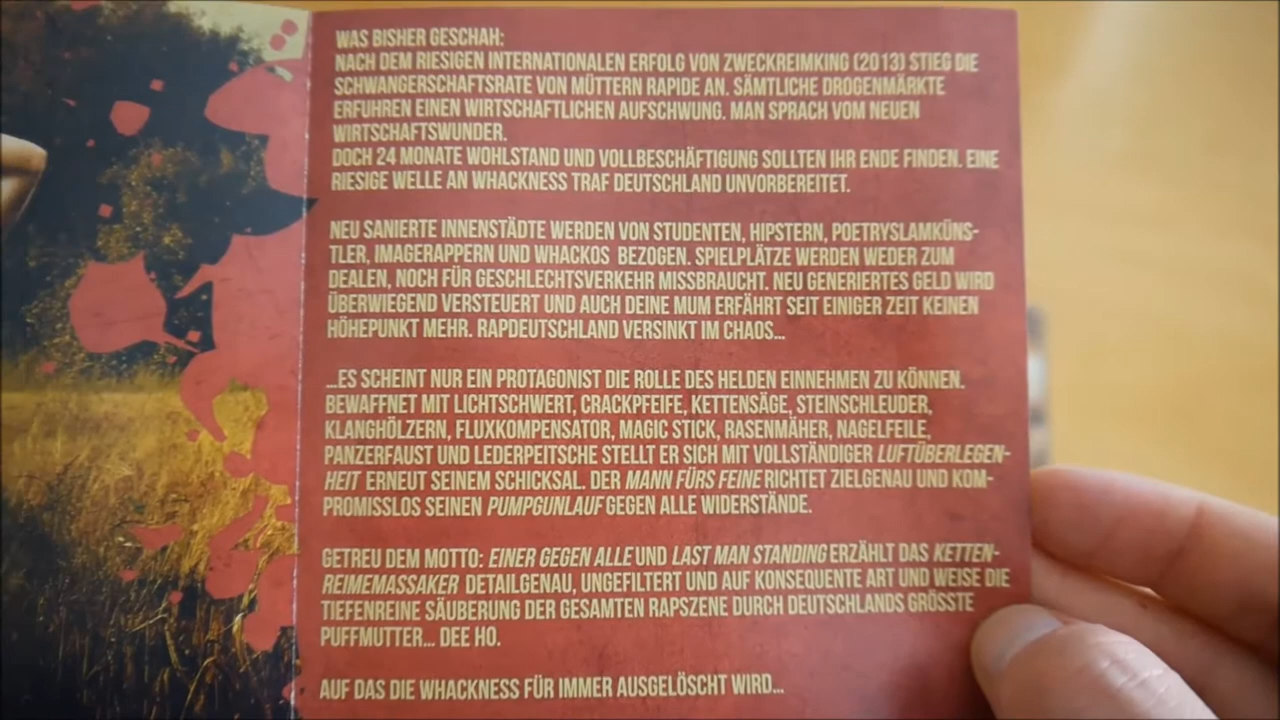 WAS BISHER GESCHAH:
NACH DEM RIESIGEN INTERNATIONALEN ERFOLG VON ZWECKREIMKING (2013) STIEG DIE
SCHWANGERSCHAFTSRATE VON MÜTTERN RAPIDE AN. SÄMTLICHE DROGENMÄRKTE
ERFUHREN EINEN WIRTSCHAFTLICHEN AUFSCHWUNG. MAN SPRACH VOM NEUEN
WIRTSCHAFTSWUNDER.
DOCH 24 MONATE WOHLSTAND UND VOLLBESCHÄFTIGUNG SOLLTEN IHR ENDE FINDEN. EINE
RIESIGE WELLE AN WHACKNESS TRAF DEUTSCHLAND UNVORBEREITET.
NEU SANIERTE INNENSTÄDTE WERDEN VON STUDENTEN, HIPSTERN, POETRYSLAMKÜNS-
TLER, IMAGERAPPERN UND WHACKOS BEZOGEN. SPIELPLÄTZE WERDEN WEDER ZUM
DEALEN, NOCH FÜR GESCHLECHTSVERKEHR MISSBRAUCHT. NEU GENERIERTES GELD WIRD
ÜBERWIEGEND VERSTEUERT UND AUCH DEINE MUM ERFÄHRT SEIT EINIGER ZEIT KEINEN
HÖHEPUNKT MEHR. RAPDEUTSCHLAND VERSINKT IM CHAOS...
...ES SCHEINT NUR EIN PROTAGONIST DIE ROLLE DES HELDEN EINNEHMEN ZU KÖNNEN.
BEWAFFNET MIT LICHTSCHWERT, CRACKPFEIFE, KETTENSÄGE, STEINSCHLEUDER,
KLANGHÖLZERN, FLUXKOMPENSATOR, MAGIC STICK, RASENMÄHER, NAGELFEILE,
PANZERFAUST UND LEDERPEITSCHE STELLT ER SICH MIT VOLLSTÄNDIGER LUFTÜBERLEGEN-
HEIT ERNEUT SEINEM SCHICKSAL. DER MANN FÜRS FEINE RICHTET ZIELGENAU UND KOM-
PROMISSLOS SEINEN PUMPGUNLAUF GEGEN ALLE WIDERSTÄNDE.
GETREU DEM MOTTO: EINER GEGEN ALLE UND LAST MAN STANDING ERZÄHLT DAS KETTEN-
REIMEMASSAKER DETAILGENAU, UNGEFILTERT UND AUF KONSEQUENTE ART UND WEISE DIE
TIEFENREINE SÄUBERUNG DER GESAMTEN RAPSZENE DURCH DEUTSCHLANDS GRÖSSTE
PUFFMUTTER... DEE HO.
AUF DAS DIE WHACKNESS FÜR IMMER AUSGELÖSCHT WIRD...